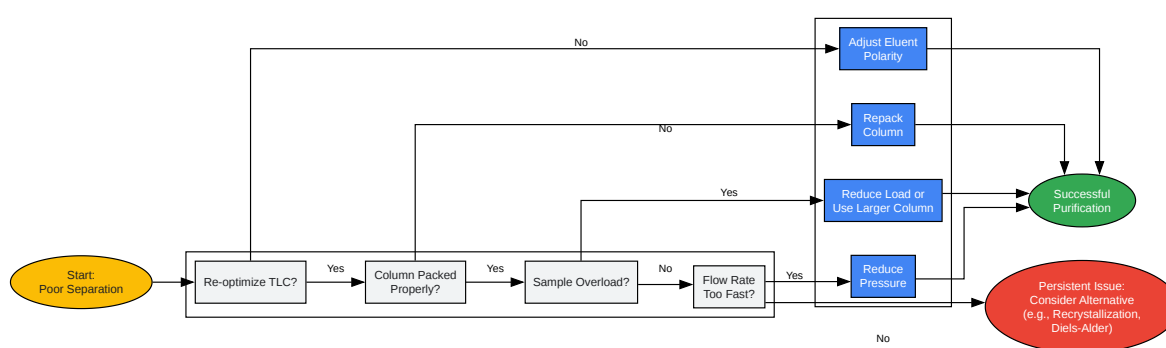 No
Adjust Eluent
Polarity
No
Repack
Column
Yes
Reduce Load or
Use Larger Column
Successful
Purification
Start:
Poor Separation
Re-optimize TLC?
Yes
Column Packed
Properly?
Yes
Sample Overload?
No
Flow Rate
Too Fast?
Yes
Reduce
Pressure
No
Persistent Issue:
Consider Alternative
(e.g., Recrystallization,
Diels-Alder)